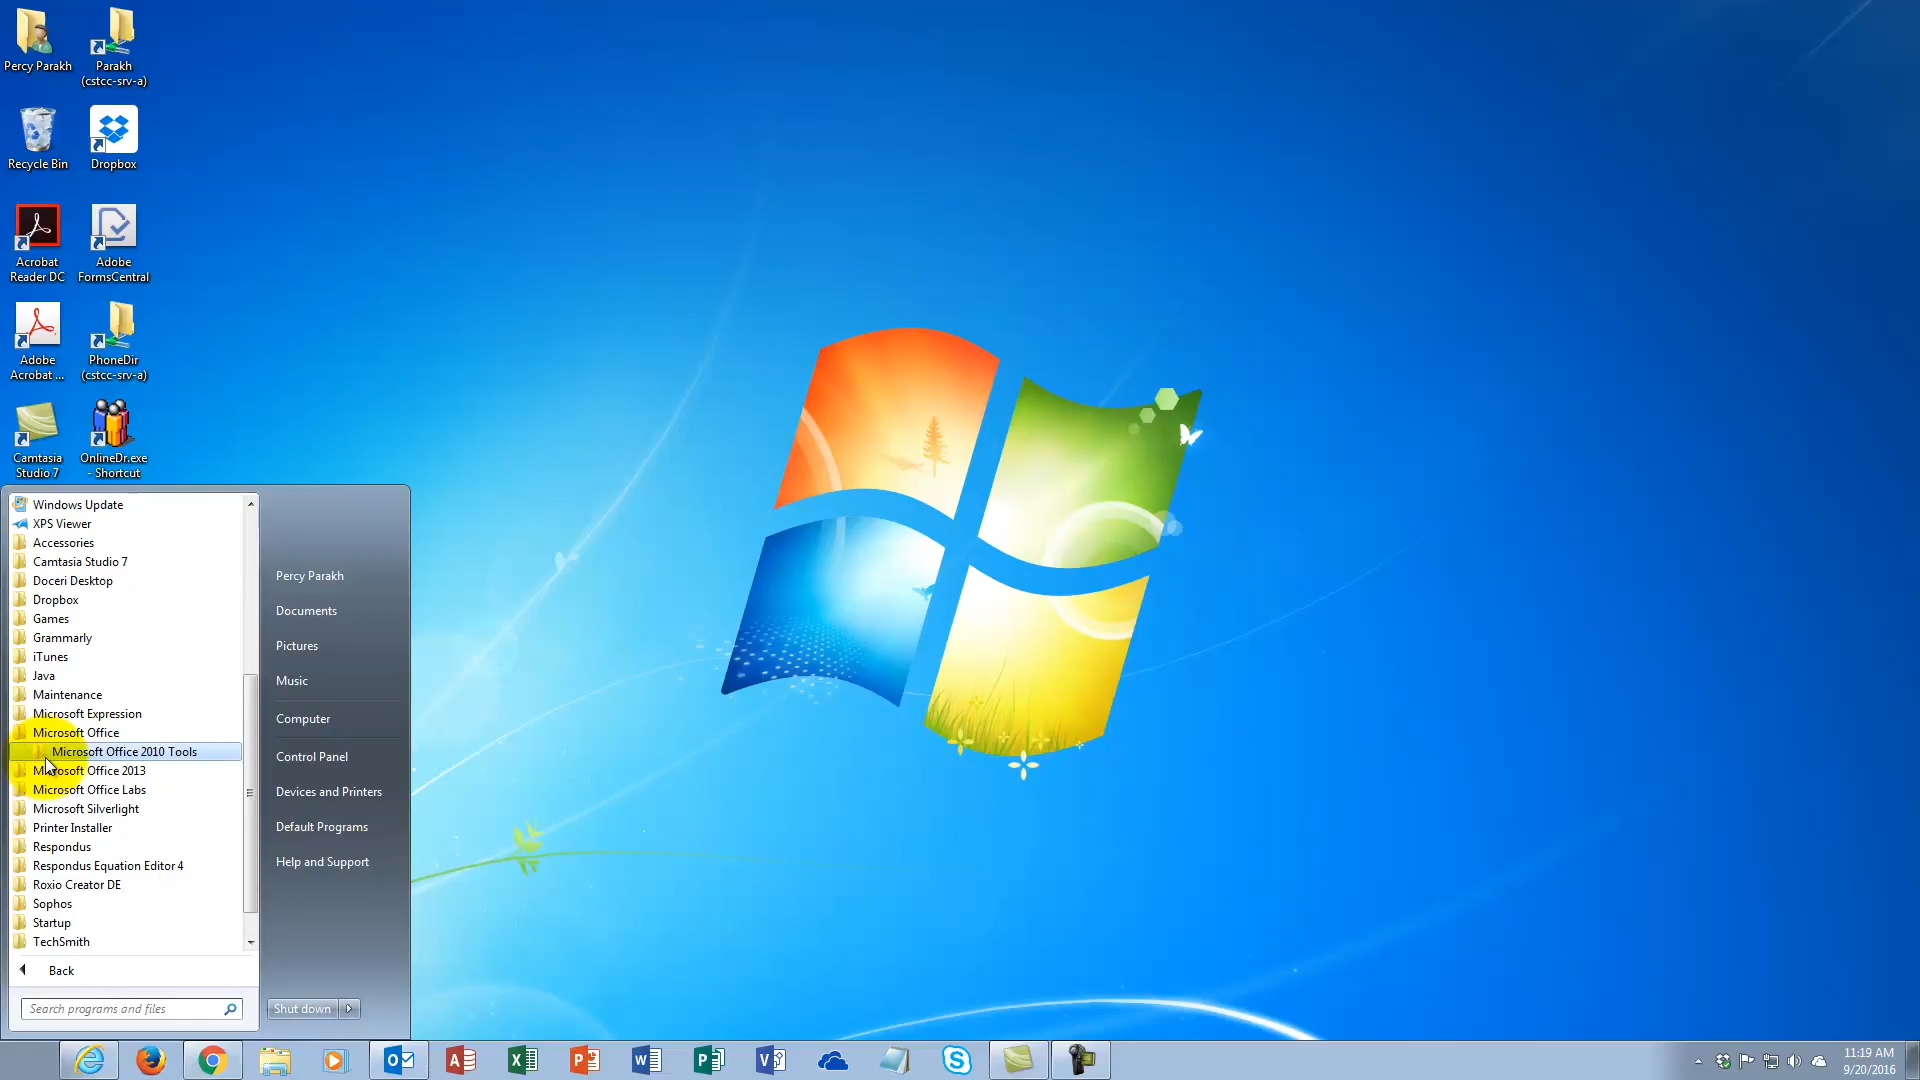 Percy Parakh
Parakh
(cstcc-srv-a)
Recycle Bin
Dropbox
Acrobat
Reader DC
Adobe
FormsCentral
Adobe
Acrobat ...
PhoneDir
(cstcc-srv-a)
Camtasia
Studio 7
OnlineDr.exe
- Shortcut
Windows Update
XPS Viewer
Accessories
Camtasia Studio 7
Doceri Desktop
Dropbox
Games
Grammarly
iTunes
Java
Maintenance
Microsoft Expression
Microsoft Office
Microsoft Office 2010 Tools
Microsoft Office 2013
Microsoft Office Labs
Microsoft Silverlight
Printer Installer
Respondus
Respondus Equation Editor 4
Roxio Creator DE
Sophos
Startup
TechSmith
Back
Search programs and files
Percy Parakh
Documents
Pictures
Music
Computer
Control Panel
Devices and Printers
Default Programs
Help and Support
Shut down
11:19 AM
9/20/2016